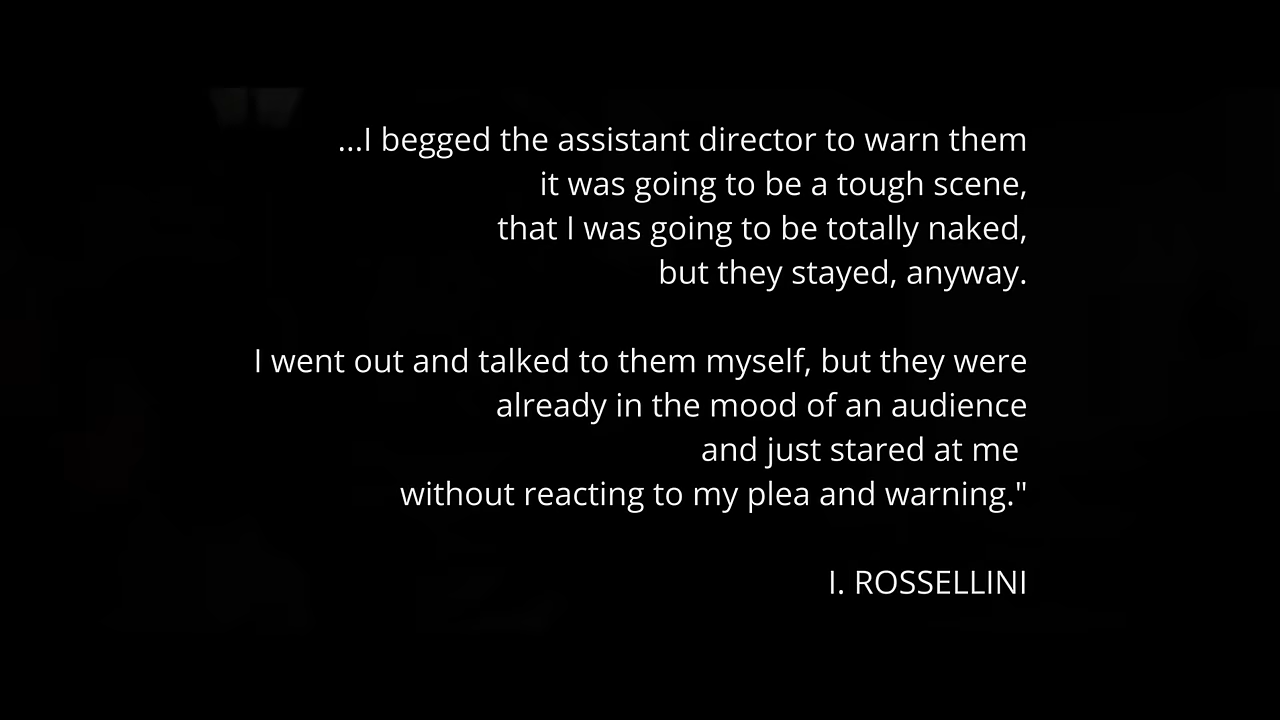 ...I begged the assistant director to warn them
it was going to be a tough scene,
that I was going to be totally naked,
but they stayed, anyway.
I went out and talked to them myself, but they were
already in the mood of an audience
and just stared at me
without reacting to my plea and warning."
I. ROSSELLINI